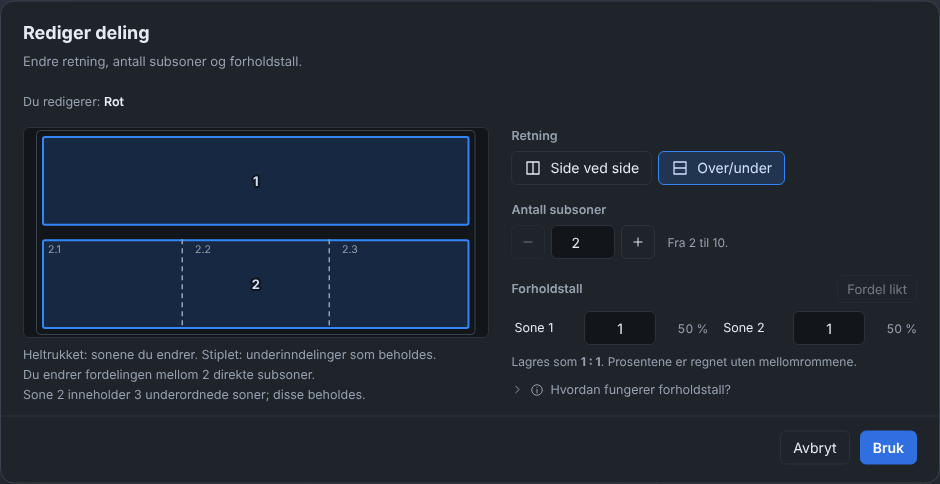 Rediger deling
Endre retning, antall subsoner og forholdstall.
Du redigerer: Rot
1
2.1 2.2 2.3
2
Heltrukket: sonene du endrer. Stiplet: underinndelinger som beholdes.
Du endrer fordelingen mellom 2 direkte subsoner.
Sone 2 inneholder 3 underordnede soner; disse beholdes.
Retning
Side ved side Over/under
Antall subsoner
− 2 + Fra 2 til 10.
Forholdstall Fordel likt
Sone 1 1 50 % Sone 2 1 50 %
Lagres som 1 : 1. Prosentene er regnet uten mellomrommene.
Hvordan fungerer forholdstall?
Avbryt Bruk